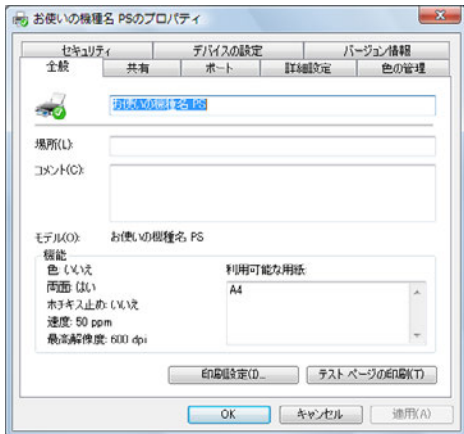 お使いの機種名 PSのプロパティ
セキュリティ デバイスの設定 バージョン情報
全般 共有 ポート 詳細設定 色の管理
お使いの機種名 PS
場所(L):
コメント(C):
モデル(O): お使いの機種名 PS
機能
色: いいえ 利用可能な用紙:
両面: はい A4
ホチキス止め: いいえ
速度: 50 ppm
最高解像度: 600 dpi
印刷設定(I)... テスト ページの印刷(T)
OK キャンセル 適用(A)